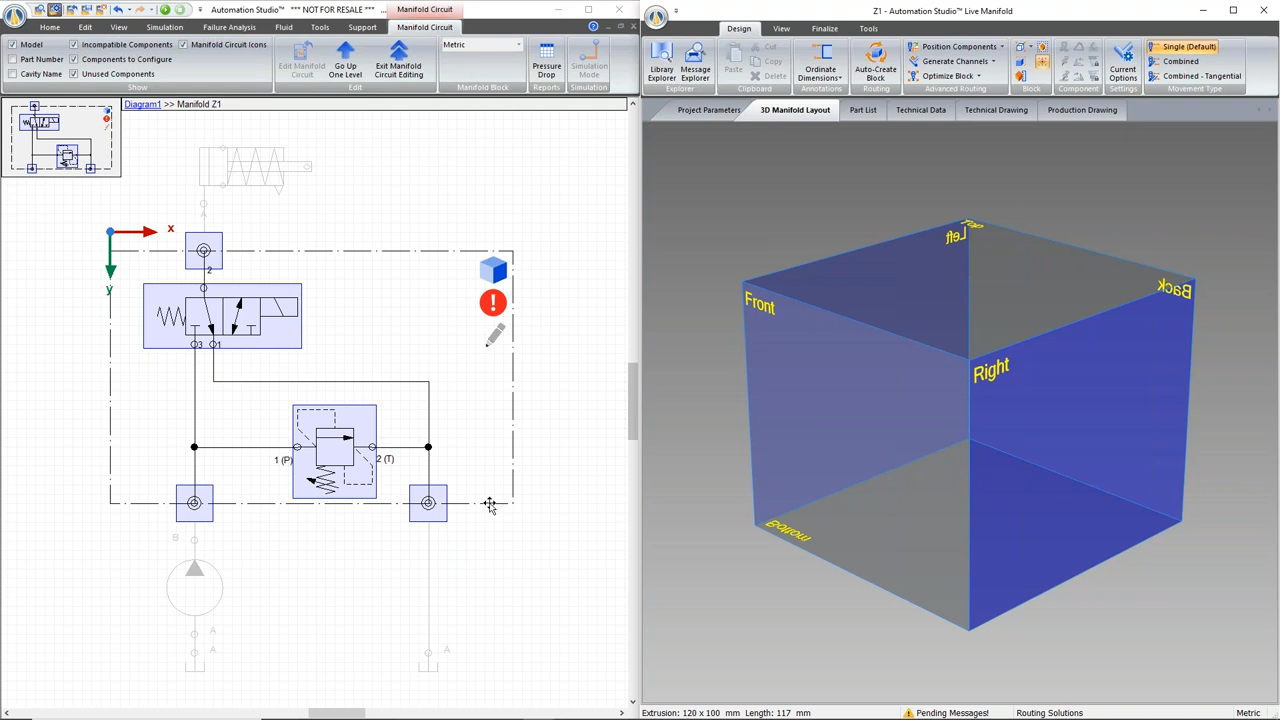 Automation Studio™ *** NOT FOR RESALE ***
Manifold Circuit
Home
Edit
View
Simulation
Failure Analysis
Fluid
Tools
Support
Manifold Circuit
Model
Incompatible Components
Manifold Circuit Icons
Part Number
Components to Configure
Cavity Name
Unused Components
Show
Edit Manifold
Circuit
Go Up
One Level
Exit Manifold
Circuit Editing
Edit
Metric
Manifold Block
Pressure
Drop
Reports
Simulation
Mode
Simulation
Diagram1 >> Manifold Z1
A
x
y
2
3
1
1 (P)
2 (T)
B
A
A
A
Z1 - Automation Studio™ Live Manifold
Design
View
Finalize
Tools
Library
Explorer
Message
Explorer
Explorer
Paste
Cut
Copy
Delete
Clipboard
Ordinate
Dimensions
Annotations
Auto-Create
Block
Routing
Position Components
Generate Channels
Optimize Block
Advanced Routing
Block
Component
Current
Options
Settings
Single (Default)
Combined
Combined - Tangential
Movement Type
Project Parameters
3D Manifold Layout
Part List
Technical Data
Technical Drawing
Production Drawing
Top
Left
Front
Back
Right
Bottom
Extrusion: 120 x 100 mm Length: 117 mm
Pending Messages!
Routing Solutions
Metric